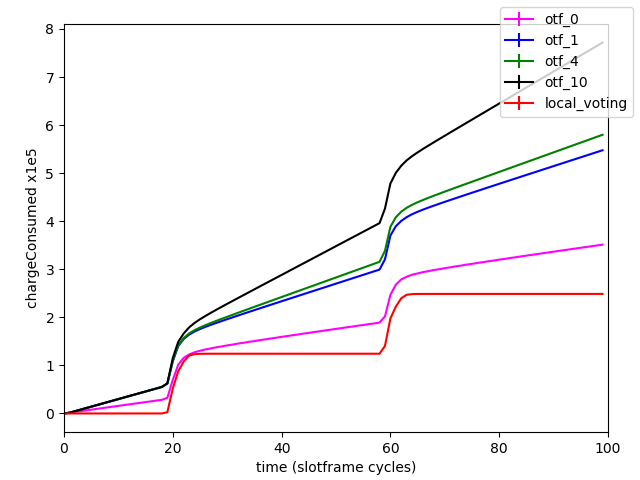 otf_0
otf_1
otf_4
otf_10
local_voting
8
7
6
5
4
3
2
1
0
chargeConsumed x1e5
0 20 40 60 80 100
time (slotframe cycles)